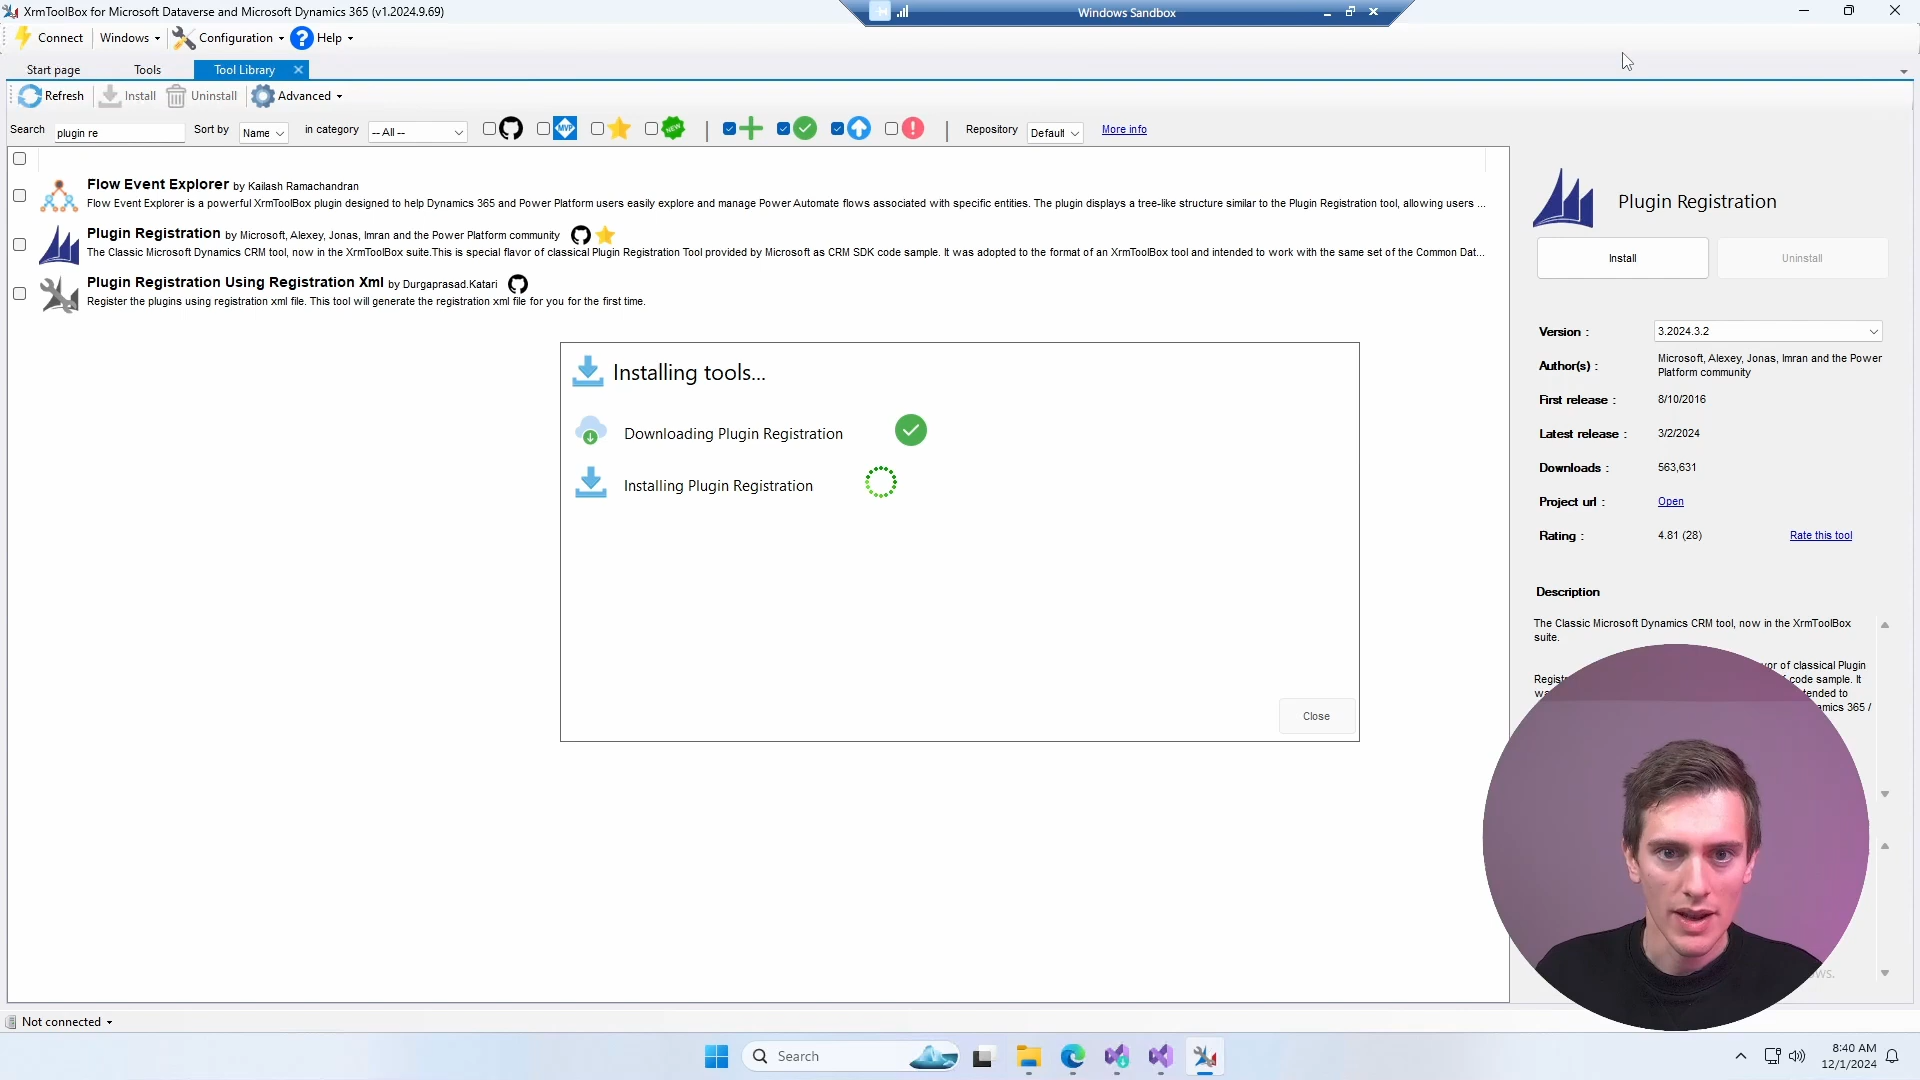 XrmToolBox for Microsoft Dataverse and Microsoft Dynamics 365 (v1.2024.9.69)
Windows Sandbox
Connect
Windows
Configuration
? Help
Start page
Tools
Tool Library
Refresh
Install
Uninstall
Advanced
Search
plugin re
Sort by
Name
in category
-- All --
MVP
NEW
Repository
Default
More info
Flow Event Explorer by Kailash Ramachandran
Flow Event Explorer is a powerful XrmToolBox plugin designed to help Dynamics 365 and Power Platform users easily explore and manage Power Automate flows associated with specific entities. The plugin displays a tree-like structure similar to the Plugin Registration tool, allowing users ...
Plugin Registration by Microsoft, Alexey, Jonas, Imran and the Power Platform community
The Classic Microsoft Dynamics CRM tool, now in the XrmToolBox suite.This is special flavor of classical Plugin Registration Tool provided by Microsoft as CRM SDK code sample. It was adopted to the format of an XrmToolBox tool and intended to work with the same set of the Common Dat...
Plugin Registration Using Registration Xml by Durgaprasad.Katari
Register the plugins using registration xml file. This tool will generate the registration xml file for you for the first time.
Installing tools...
Downloading Plugin Registration
Installing Plugin Registration
Close
Plugin Registration
Install
Uninstall
Version :
3.2024.3.2
Author(s) :
Microsoft, Alexey, Jonas, Imran and the Power
Platform community
First release :
8/10/2016
Latest release :
3/2/2024
Downloads :
563,631
Project url :
Open
Rating :
4.81 (28)
Rate this tool
Description
The Classic Microsoft Dynamics CRM tool, now in the XrmToolBox
suite.
of classical Plugin
code sample. It
365 /
Not connected
Search
8:40 AM
12/1/2024